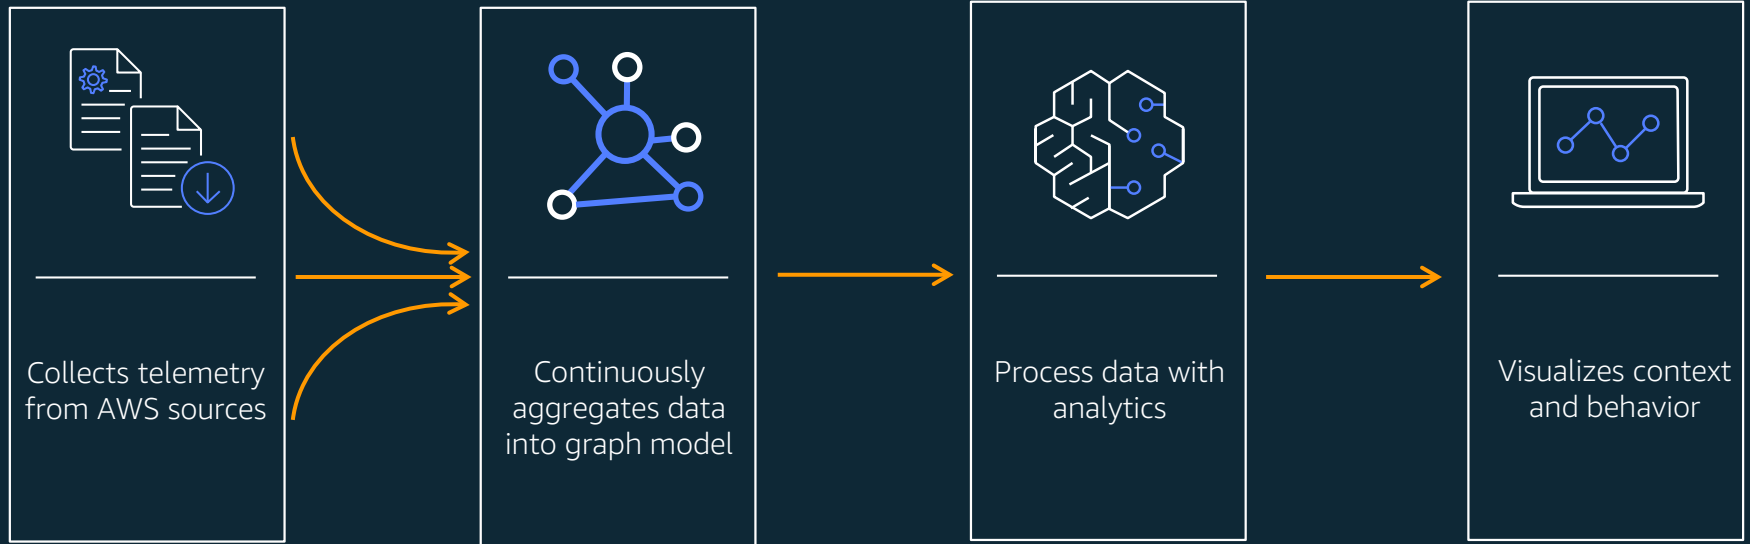 Collects telemetry
from AWS sources
Continuously
aggregates data
into graph model
Process data with
analytics
Visualizes context
and behavior